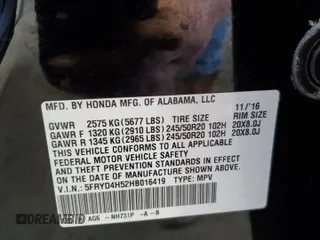 MFD. BY HONDA MFG. OF ALABAMA, LLC 11/'16
GVWR 2575 KG (5677 LBS) TIRE SIZE RIM SIZE
GAWR F 1320 KG (2910 LBS) 245/50R20 102H 20X8.0J
GAWR R 1345 KG (2965 LBS) 245/50R20 102H 20X8.0J
THIS VEHICLE CONFORMS TO ALL APPLICABLE
FEDERAL MOTOR VEHICLE SAFETY AND
THEFT PREVENTION STANDARDS IN EFFECT ON
THE DATE OF MANUFACTURE SHOWN ABOVE.
V.I.N: 5FRYD4H52HB016419 TYPE: MPV
AG6 - NH731P -A-B